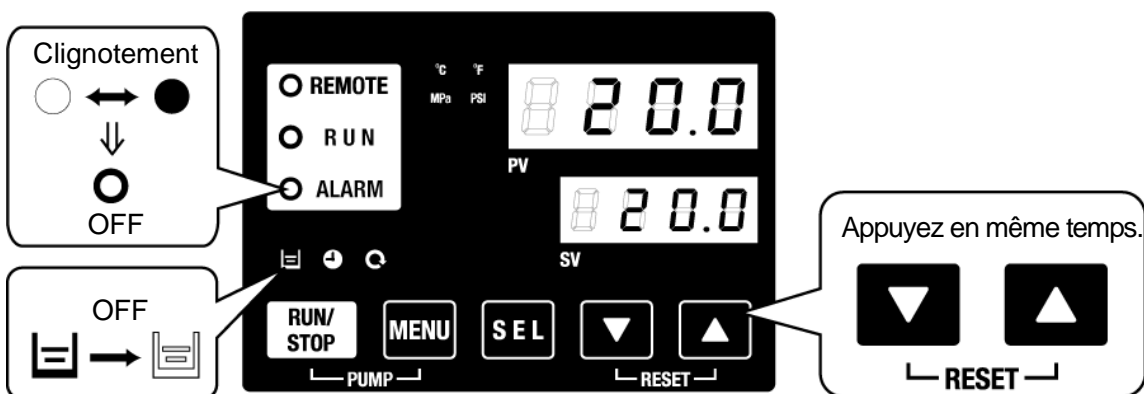 Clignotement
OFF
OFF
REMOTE
RUN
ALARM
°C °F
MPa PSI
20.0
PV
20.0
SV
RUN/
STOP
MENU
SEL
PUMP
RESET
Appuyez en même temps.
RESET